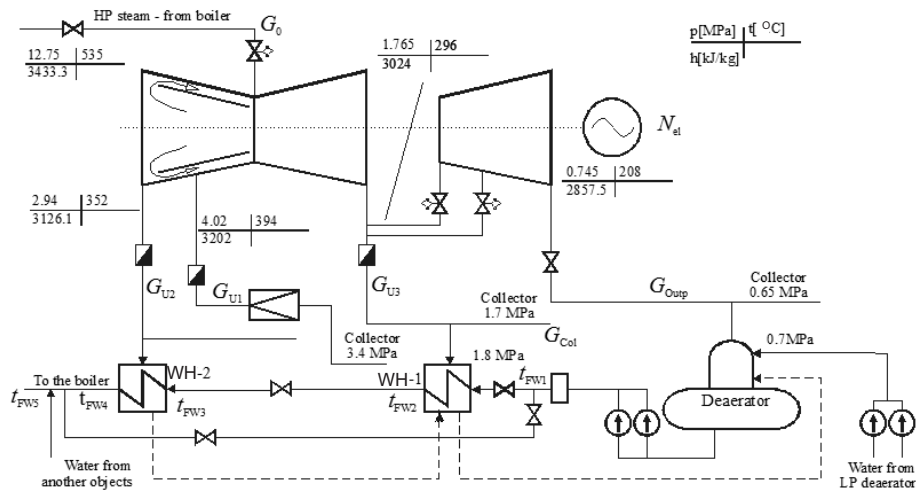 HP steam - from boiler
G₀
12.75 535
3433.3
1.765 296
3024
p[MPa] t[ °C]
h[kJ/kg]
Nel
0.745 208
2857.5
2.94 352
3126.1
4.02 394
3202
GU2
GU1
GU3
GOutp
Collector
0.65 MPa
Collector
1.7 MPa
GCol
Collector
3.4 MPa
0.7MPa
1.8 MPa
WH-2
WH-1
To the boiler
tFW5
tFW4
tFW3
tFW2
tFW1
Deaerator
Water from
another objects
Water from
LP deaerator